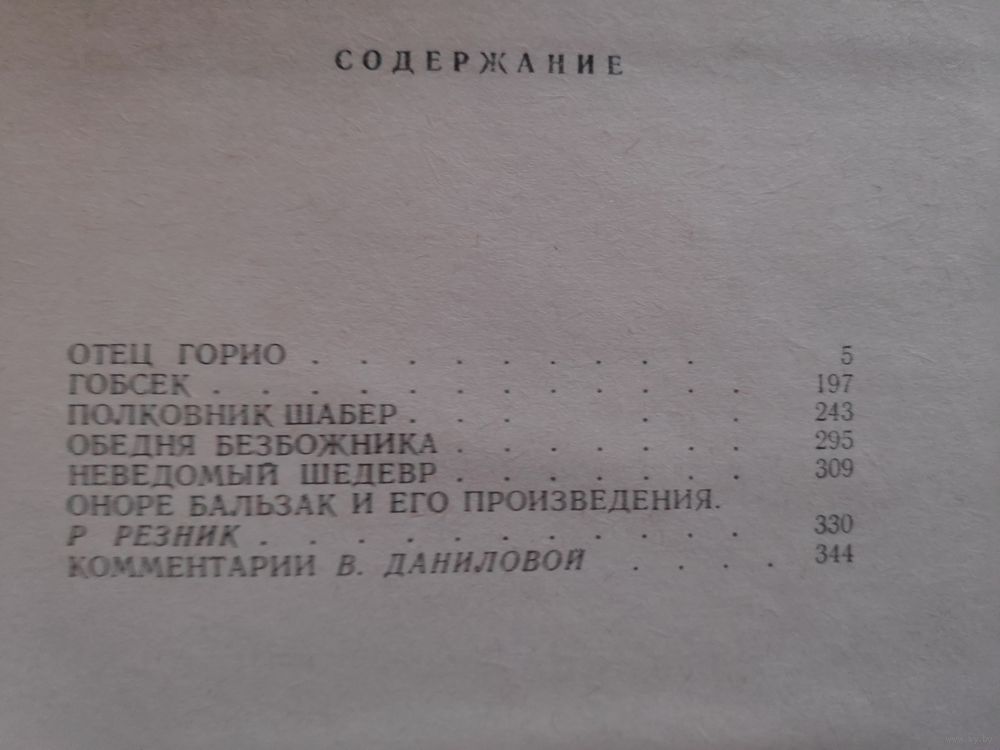 СОДЕРЖАНИЕ
ОТЕЦ ГОРИО . . . . . . . . . 5
ГОБСЕК . . . . . . . . . . . 197
ПОЛКОВНИК ШАБЕР . . . . . 243
ОБЕДНЯ БЕЗБОЖНИКА . . . . . . . 295
НЕВЕДОМЫЙ ШЕДЕВР . . . . . . . 309
ОНОРЕ БАЛЬЗАК И ЕГО ПРОИЗВЕДЕНИЯ.
Р РЕЗНИК . . . . . . . . . . . 330
КОММЕНТАРИИ В. ДАНИЛОВОЙ . . . . 344